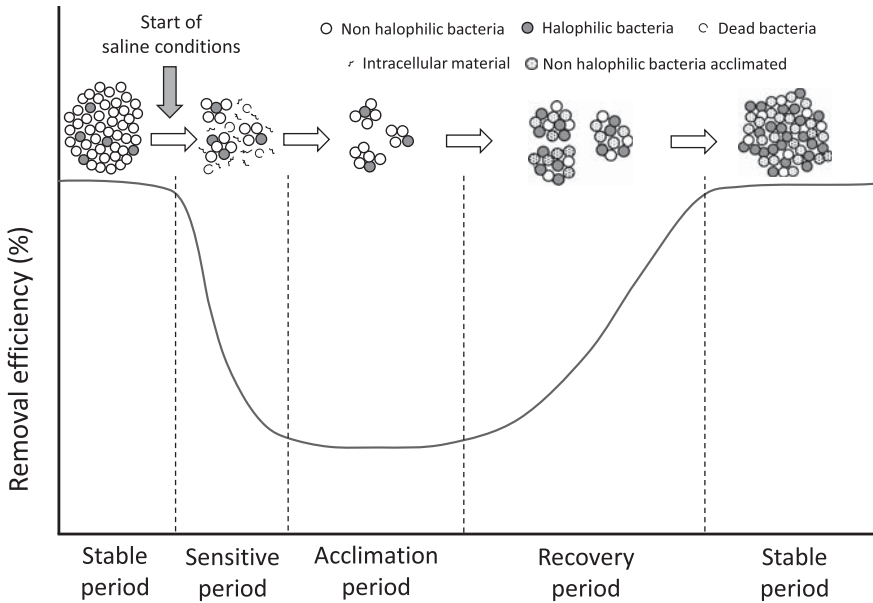 Start of
saline conditions
Non halophilic bacteria
Halophilic bacteria
Dead bacteria
Intracellular material
Non halophilic bacteria acclimated
Removal efficiency (%)
Stable
period
Sensitive
period
Acclimation
period
Recovery
period
Stable
period